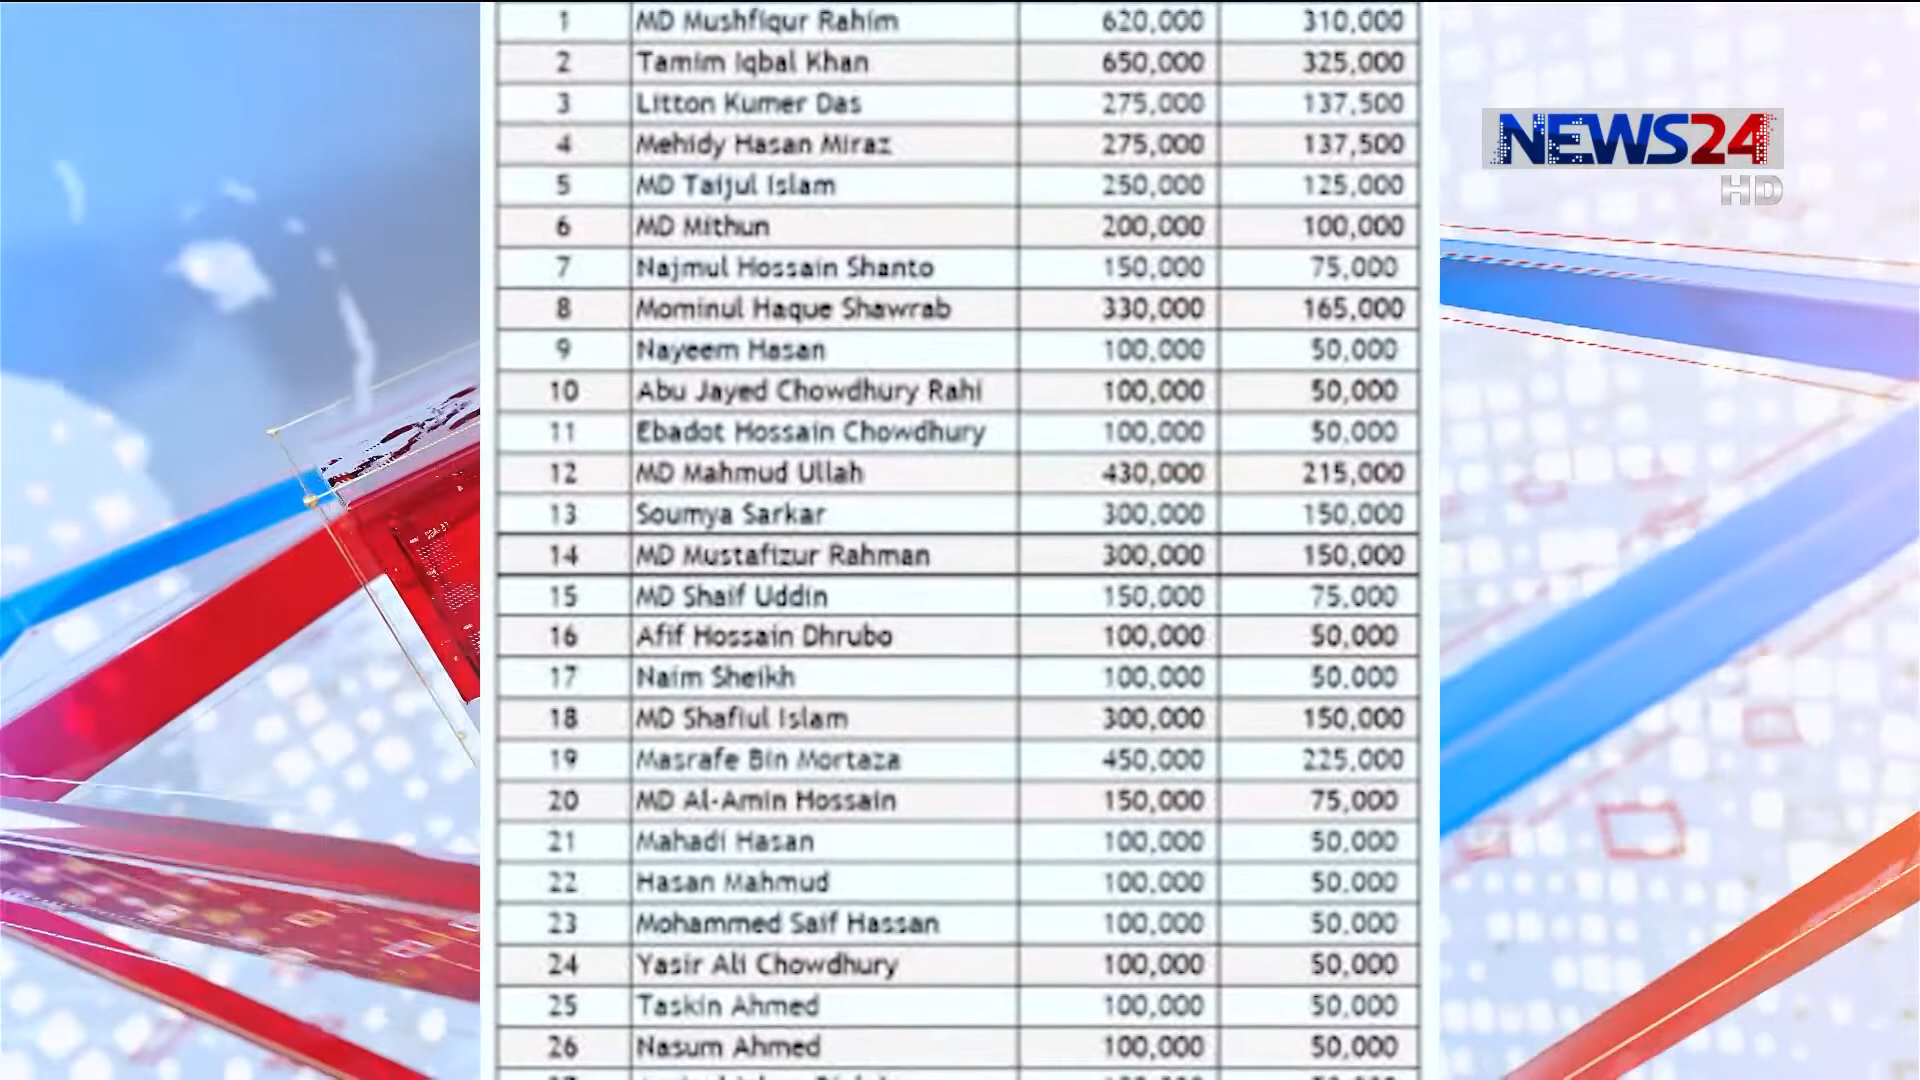 1 MD Mushfiqur Rahim 620,000 310,000
2 Tamim Iqbal Khan 650,000 325,000
3 Litton Kumer Das 275,000 137,500
4 Mehidy Hasan Miraz 275,000 137,500
5 MD Taijul Islam 250,000 125,000
6 MD Mithun 200,000 100,000
7 Najmul Hossain Shanto 150,000 75,000
8 Mominul Haque Shawrab 330,000 165,000
9 Nayeem Hasan 100,000 50,000
10 Abu Jayed Chowdhury Rahi 100,000 50,000
11 Ebadot Hossain Chowdhury 100,000 50,000
12 MD Mahmud Ullah 430,000 215,000
13 Soumya Sarkar 300,000 150,000
14 MD Mustafizur Rahman 300,000 150,000
15 MD Shaif Uddin 150,000 75,000
16 Afif Hossain Dhrubo 100,000 50,000
17 Naim Sheikh 100,000 50,000
18 MD Shafiul Islam 300,000 150,000
19 Masrafe Bin Mortaza 450,000 225,000
20 MD Al-Amin Hossain 150,000 75,000
21 Mahadi Hasan 100,000 50,000
22 Hasan Mahmud 100,000 50,000
23 Mohammed Saif Hassan 100,000 50,000
24 Yasir Ali Chowdhury 100,000 50,000
25 Taskin Ahmed 100,000 50,000
26 Nasum Ahmed 100,000 50,000
NEWS24
HD